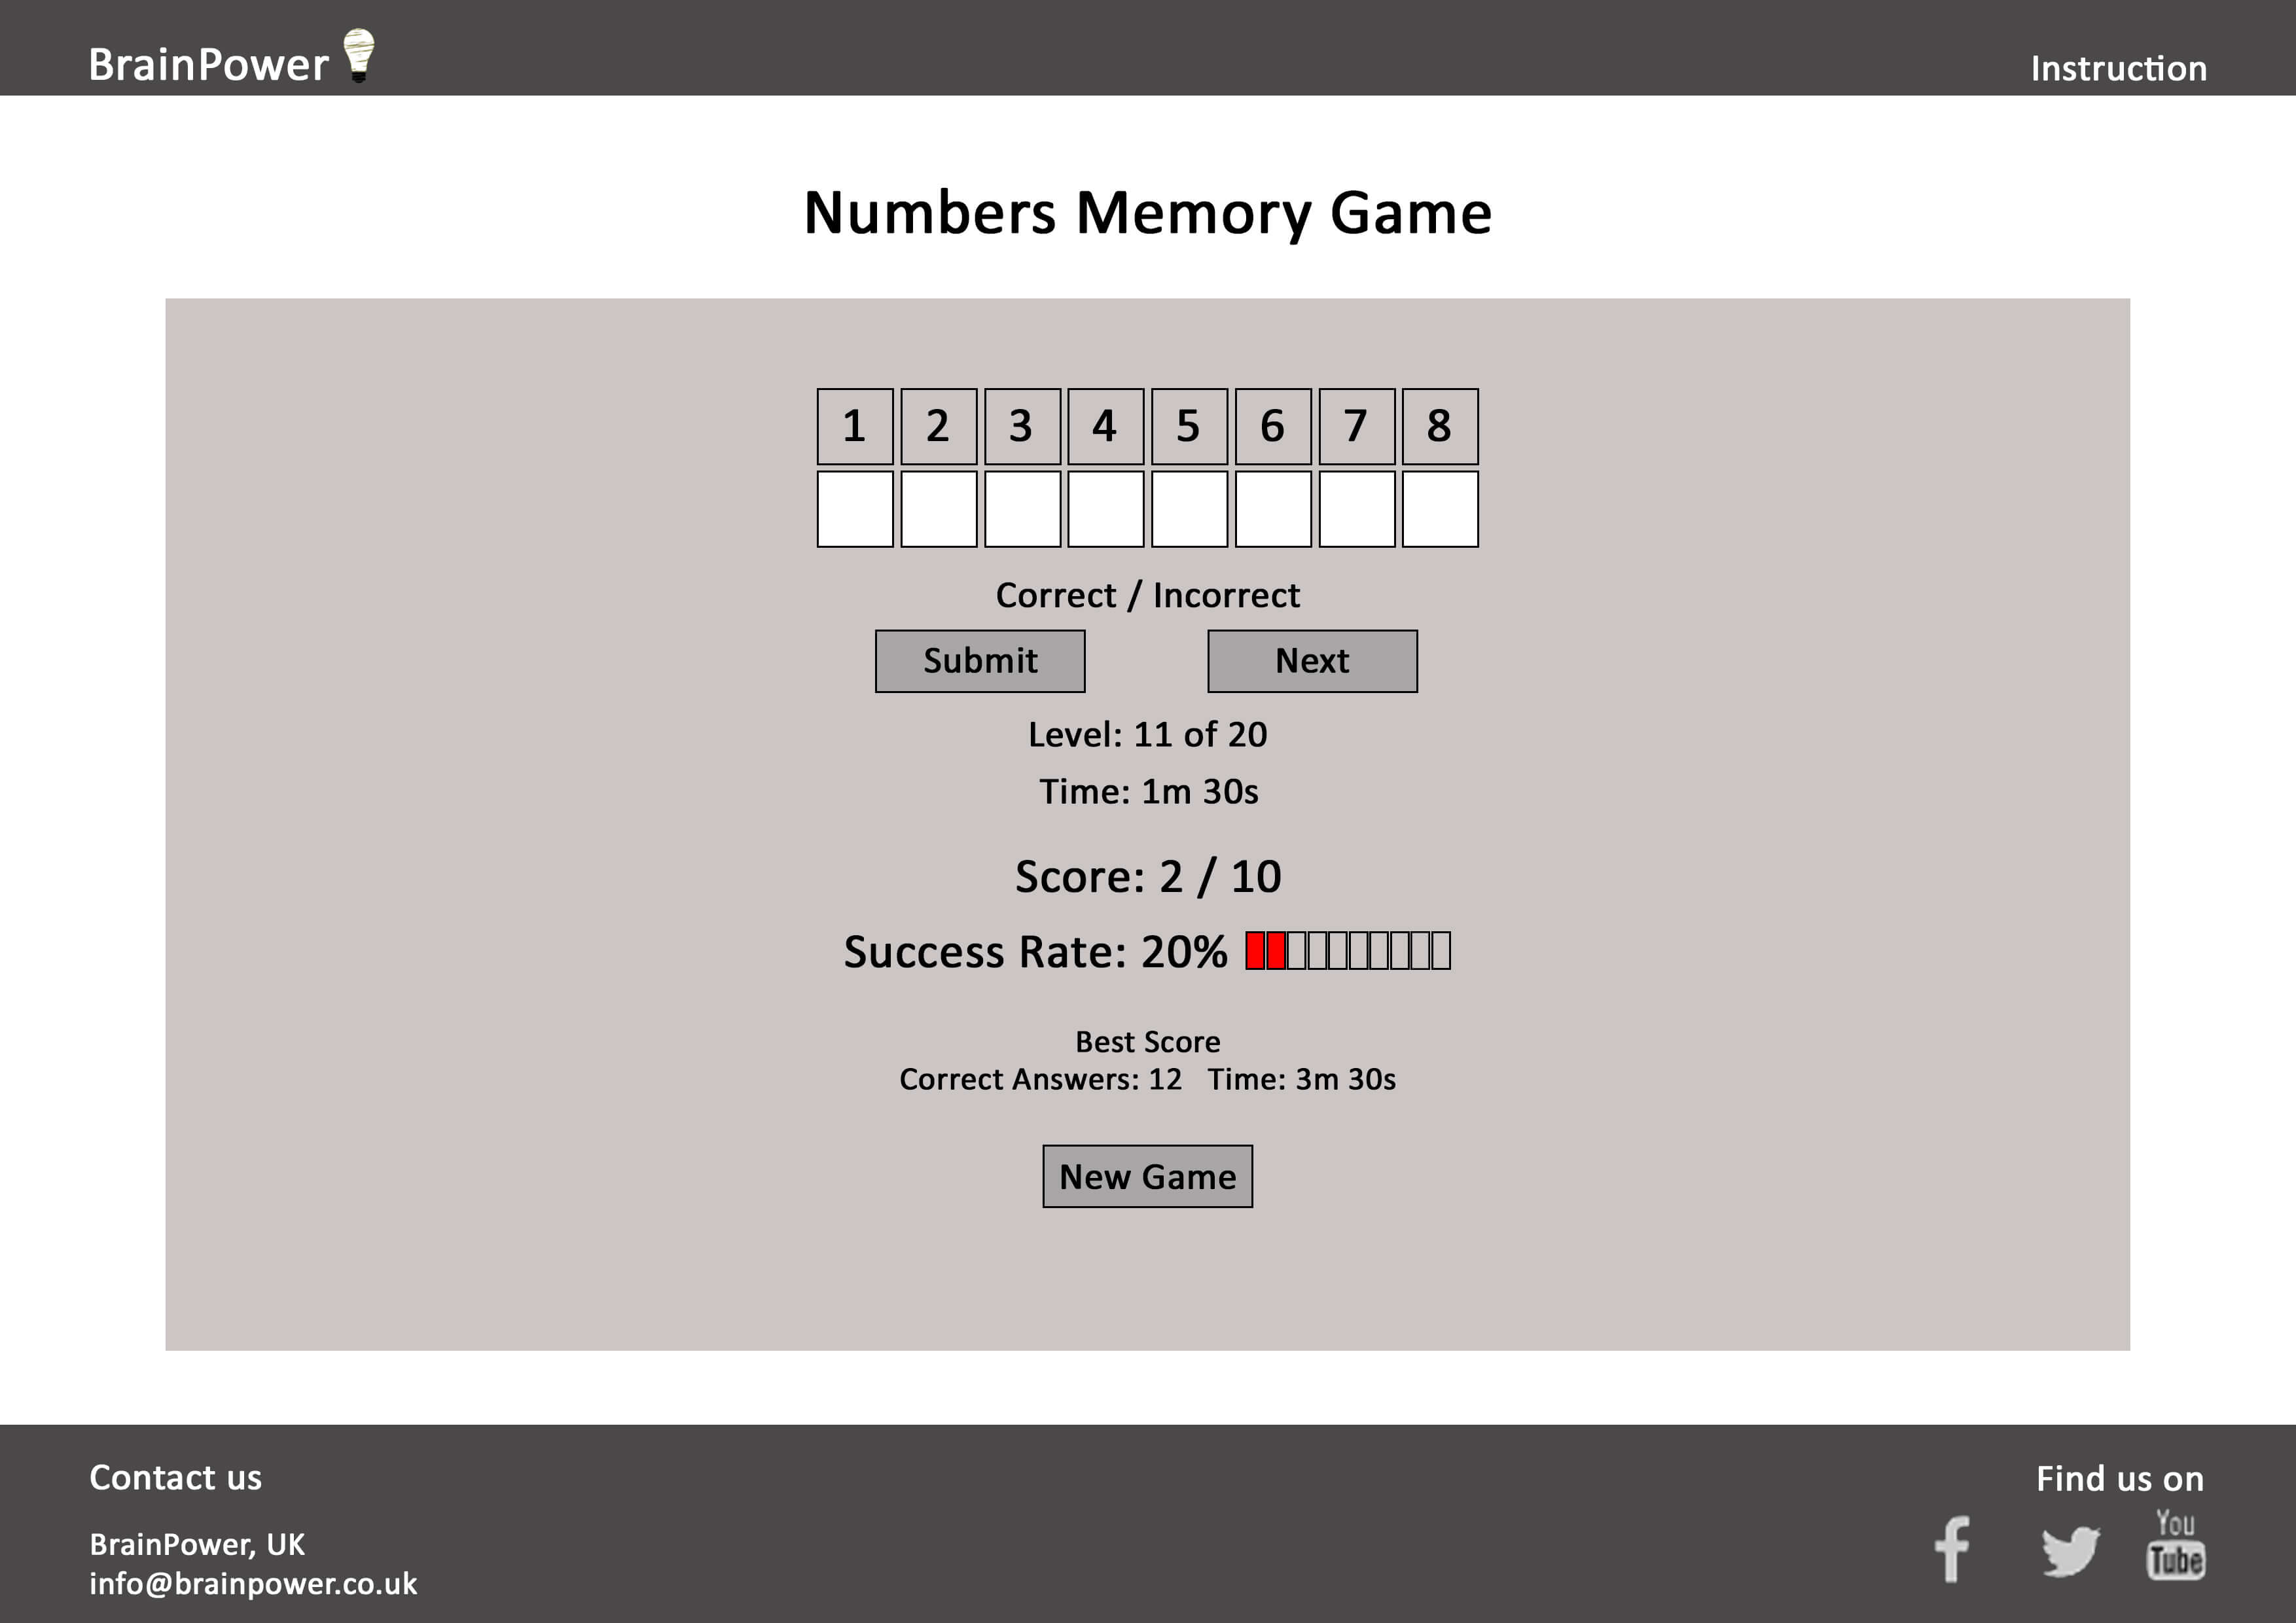 BrainPower
Instruction
Numbers Memory Game
1 2 3 4 5 6 7 8
Correct / Incorrect
Submit Next
Level: 11 of 20
Time: 1m 30s
Score: 2 / 10
Success Rate: 20%
Best Score
Correct Answers: 12 Time: 3m 30s
New Game
Contact us
BrainPower, UK
info@brainpower.co.uk
Find us on
f
You
Tube